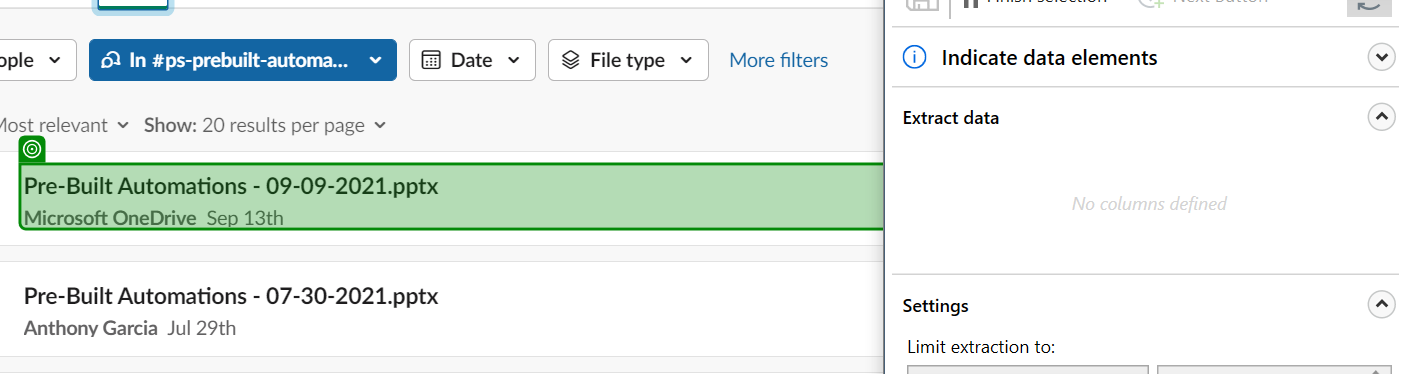 ople
In #ps-prebuilt-automa...
Date
File type
More filters
Most relevant
Show: 20 results per page
Pre-Built Automations - 09-09-2021.pptx
Microsoft OneDrive Sep 13th
Pre-Built Automations - 07-30-2021.pptx
Anthony Garcia Jul 29th
Finish selection
Next Button
Indicate data elements
Extract data
No columns defined
Settings
Limit extraction to: